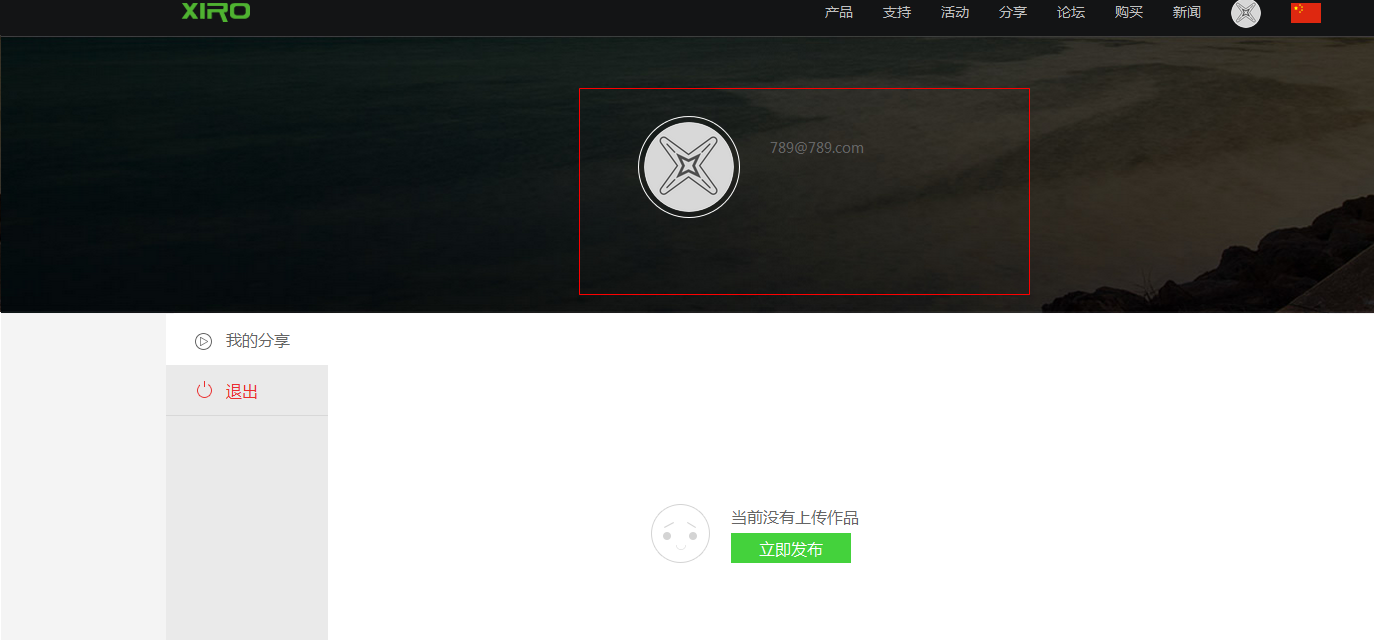 XIRO
产品 支持 活动 分享 论坛 购买 新闻
789@789.com
我的分享
退出
当前没有上传作品
立即发布